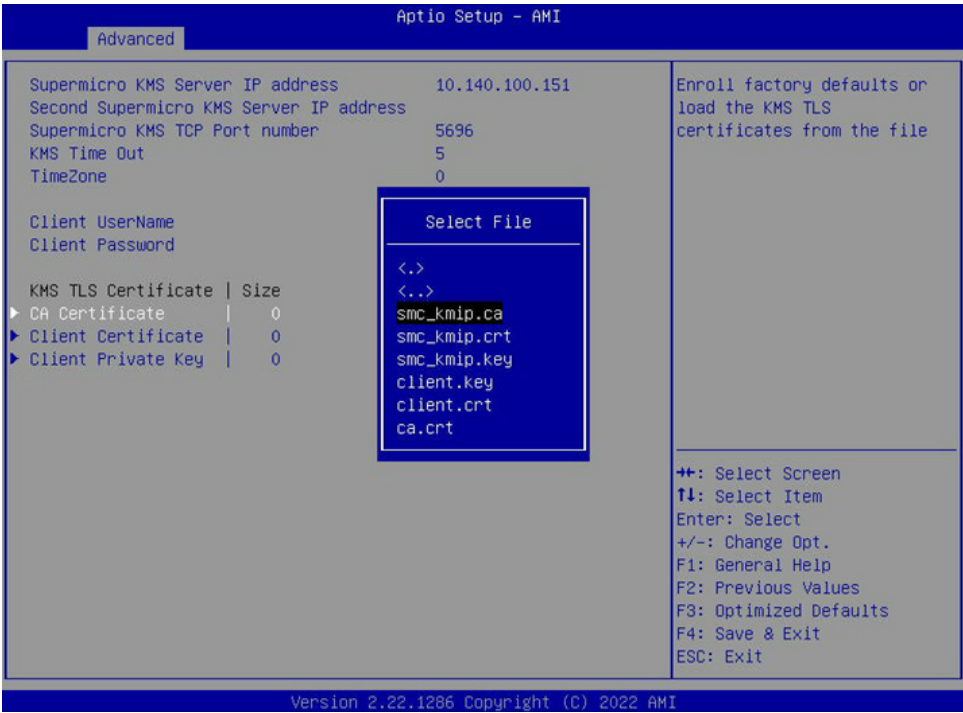 Aptio Setup – AMI
Advanced
Supermicro KMS Server IP address 10.140.100.151
Second Supermicro KMS Server IP address
Supermicro KMS TCP Port number 5696
KMS Time Out 5
TimeZone 0
Client UserName
Client Password
KMS TLS Certificate | Size
CA Certificate | 0
Client Certificate | 0
Client Private Key | 0
Select File
<.>
<..>
smc_kmip.ca
smc_kmip.crt
smc_kmip.key
client.key
client.crt
ca.crt
Enroll factory defaults or
load the KMS TLS
certificates from the file
→←: Select Screen
↑↓: Select Item
Enter: Select
+/-: Change Opt.
F1: General Help
F2: Previous Values
F3: Optimized Defaults
F4: Save & Exit
ESC: Exit
Version 2.22.1286 Copyright (C) 2022 AMI